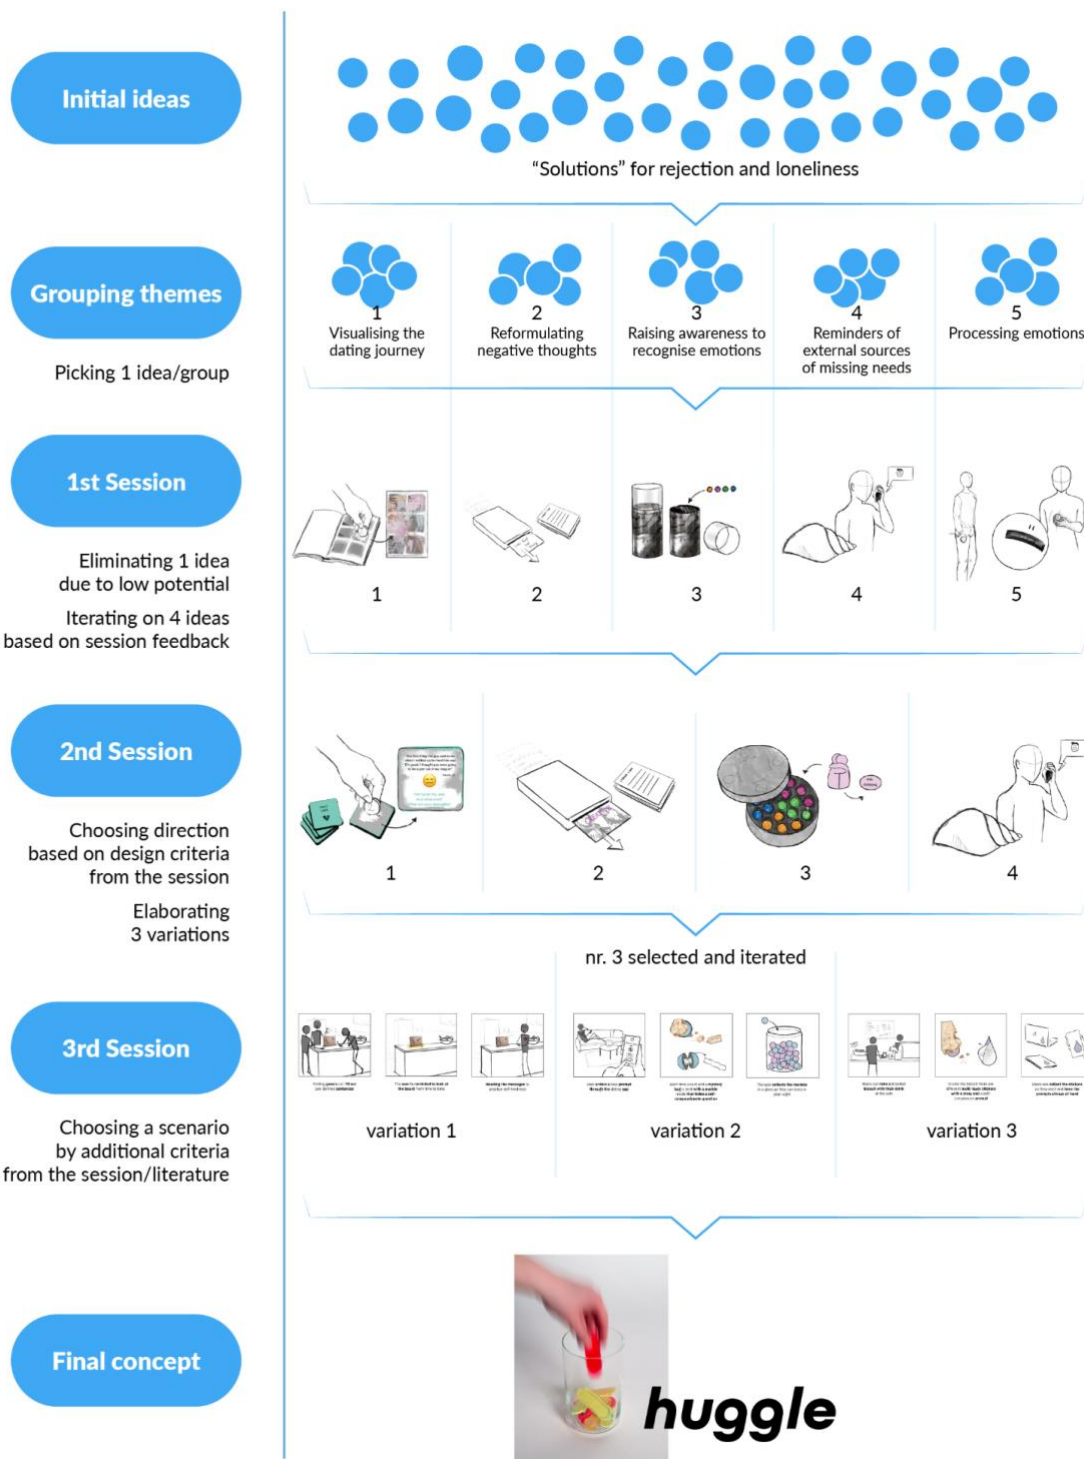 Initial ideas
“Solutions” for rejection and loneliness
Grouping themes
Picking 1 idea/group
1
Visualising the
dating journey
2
Reformulating
negative thoughts
3
Raising awareness to
recognise emotions
4
Reminders of
external sources
of missing needs
5
Processing emotions
1st Session
Eliminating 1 idea
due to low potential
Iterating on 4 ideas
based on session feedback
1
2
3
4
5
2nd Session
Choosing direction
based on design criteria
from the session
Elaborating
3 variations
1
2
3
4
nr. 3 selected and iterated
3rd Session
Choosing a scenario
by additional criteria
from the session/literature
variation 1
variation 2
variation 3
Final concept
huggle